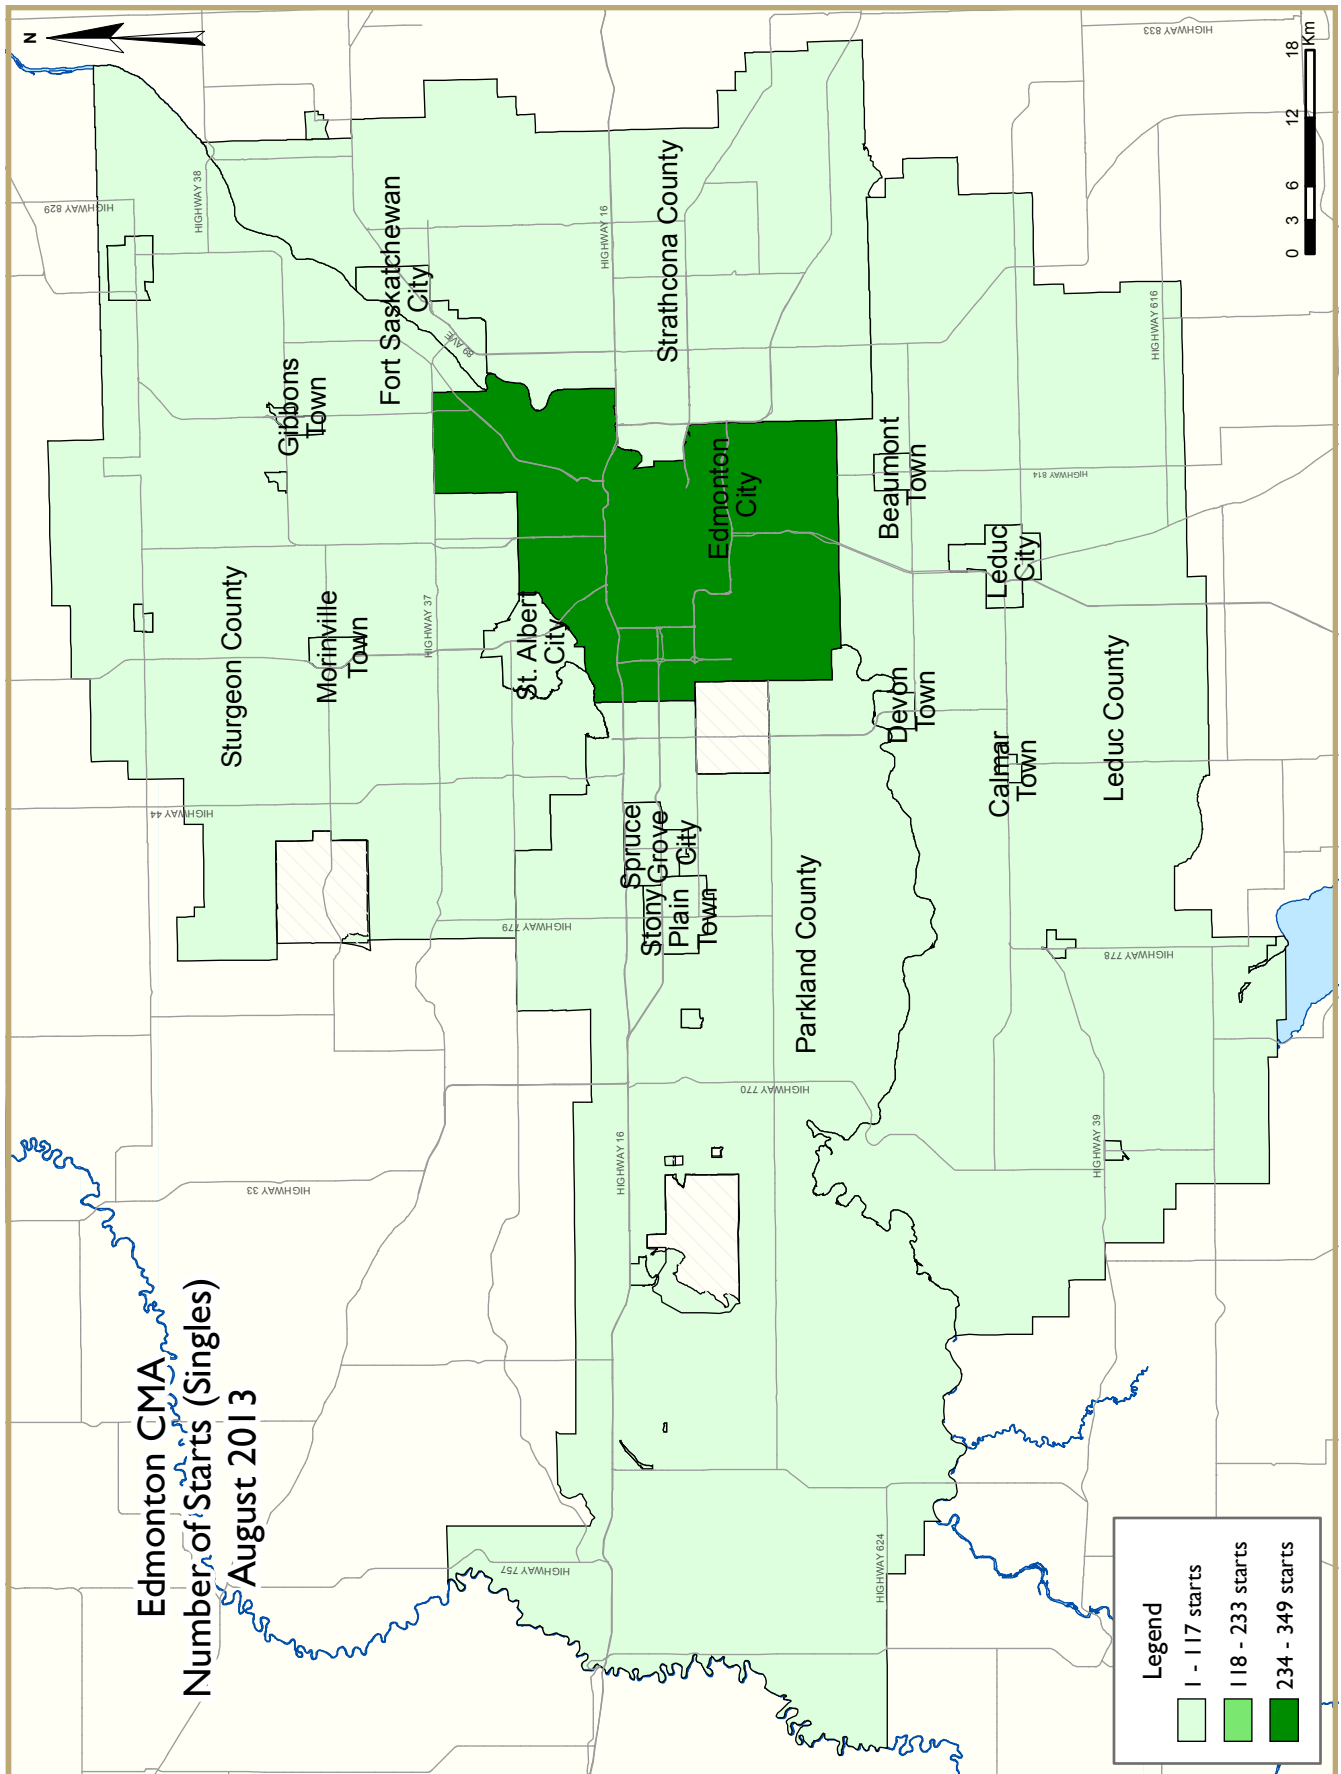 Edmonton CMA
Number of Starts (Singles)
August 2013
N
HIGHWAY 829
HIGHWAY 38
HIGHWAY 833
Fort Saskatchewan
City
89 AVE
HIGHWAY 16
Strathcona County
Gibbons
Town
Sturgeon County
Morinville
Town
HIGHWAY 37
HIGHWAY 44
St. Albert
City
Edmonton
City
Beaumont
Town
HIGHWAY 814
HIGHWAY 616
Leduc
City
Devon
Town
Calmar
Town
Leduc County
Spruce
Grove
City
Stony
Plain
Town
HIGHWAY 779
Parkland County
HIGHWAY 770
HIGHWAY 778
HIGHWAY 33
HIGHWAY 16
HIGHWAY 39
HIGHWAY 757
HIGHWAY 624
0 3 6 12 18
Km
Legend
1 - 117 starts
118 - 233 starts
234 - 349 starts